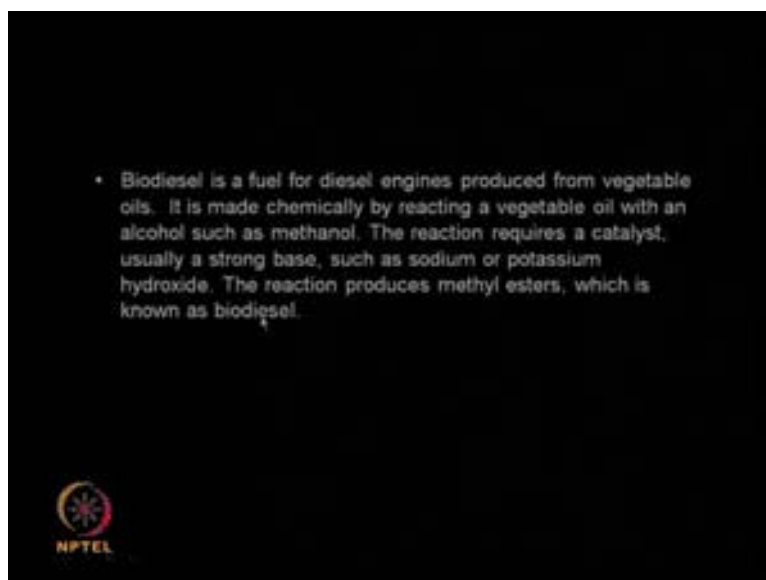 • Biodiesel is a fuel for diesel engines produced from vegetable
oils. It is made chemically by reacting a vegetable oil with an
alcohol such as methanol. The reaction requires a catalyst,
usually a strong base, such as sodium or potassium
hydroxide. The reaction produces methyl esters, which is
known as biodiesel.
NPTEL